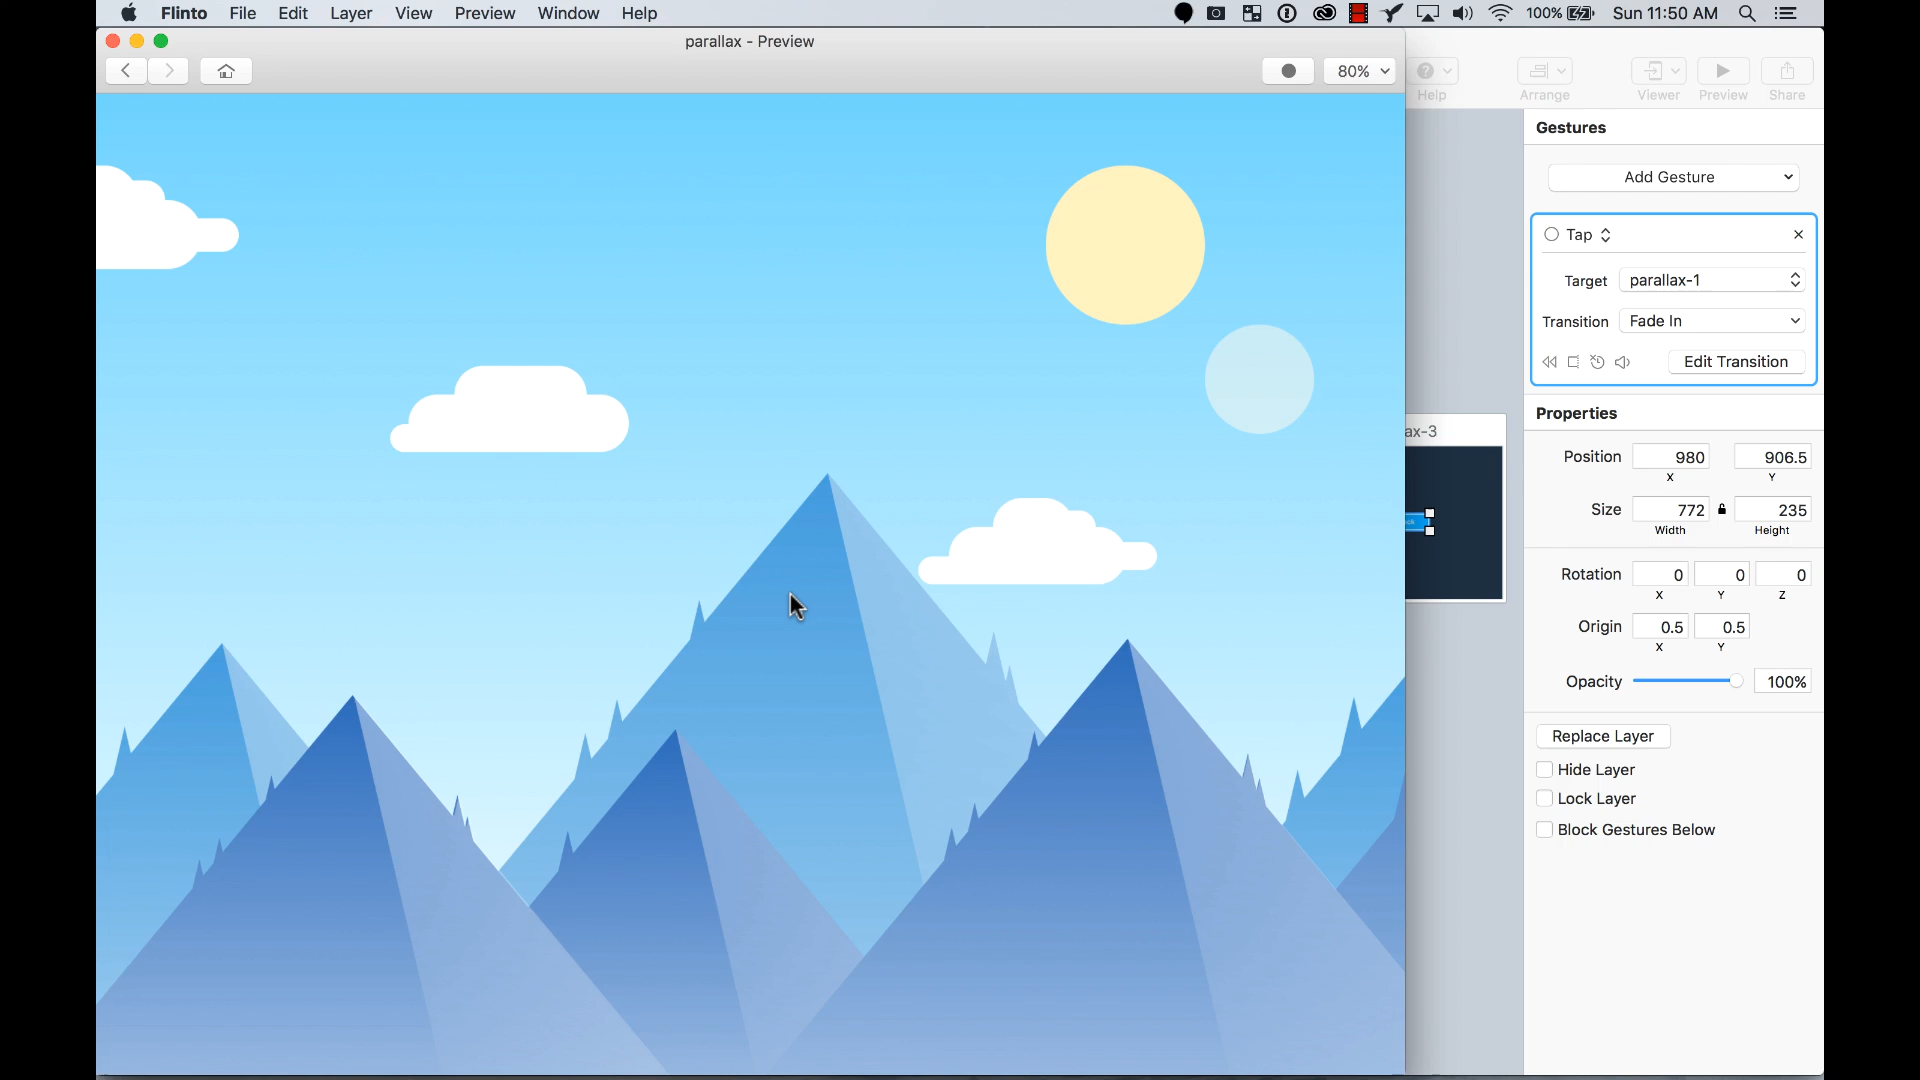 Flinto File Edit Layer View Preview Window Help 100% Sun 11:50 AM
parallax - Preview
80%
Help Arrange Viewer Preview Share
Gestures
Add Gesture
Tap
Target parallax-1
Transition Fade In
Edit Transition
ax-3
Properties
Position 980 906.5
X Y
Size 772 235
Width Height
Rotation 0 0 0
X Y Z
Origin 0.5 0.5
X Y
Opacity 100%
Replace Layer
Hide Layer
Lock Layer
Block Gestures Below